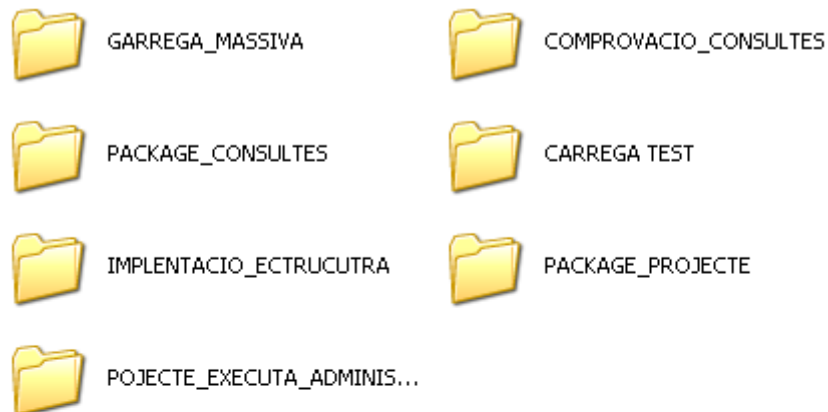 GARREGA_MASSIVA
COMPROVACIO_CONSULTES
PACKAGE_CONSULTES
CARREGA TEST
IMPLENTACIO_ECTRUCUTRA
PACKAGE_PROJECTE
POJECTE_EXECUTA_ADMINIS...